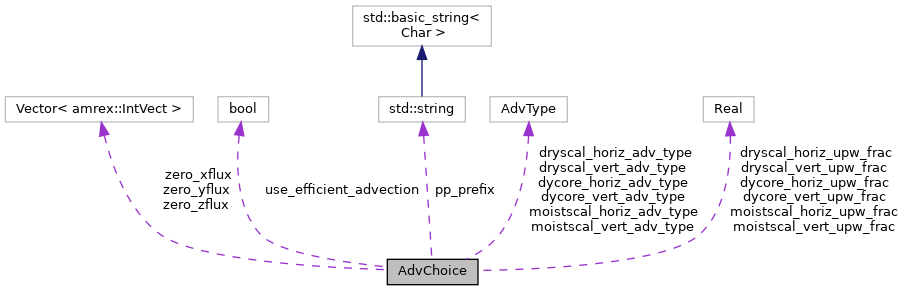 std::basic_string<
Char >
Vector< amrex::IntVect >
bool
std::string
AdvType
Real
zero_xflux
zero_yflux
zero_zflux
use_efficient_advection
pp_prefix
dryscal_horiz_adv_type
dryscal_vert_adv_type
dycore_horiz_adv_type
dycore_vert_adv_type
moistscal_horiz_adv_type
moistscal_vert_adv_type
dryscal_horiz_upw_frac
dryscal_vert_upw_frac
dycore_horiz_upw_frac
dycore_vert_upw_frac
moistscal_horiz_upw_frac
moistscal_vert_upw_frac
AdvChoice